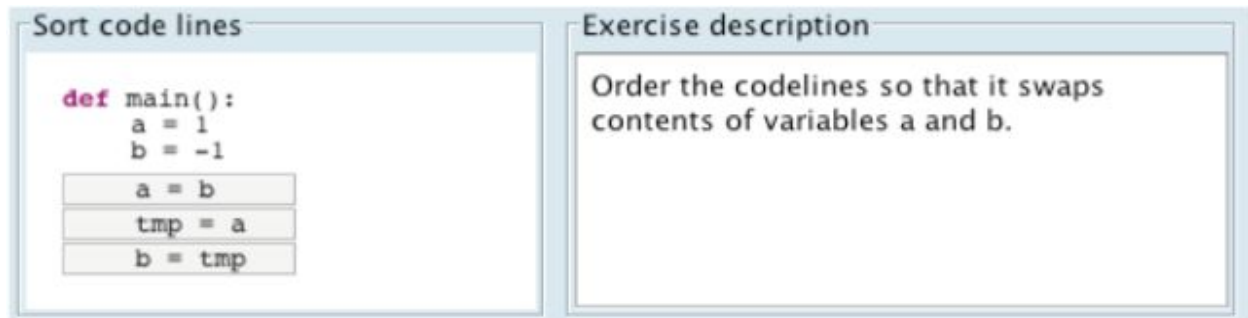 Sort code lines
def main():
a = 1
b = -1
a = b
tmp = a
b = tmp
Exercise description
Order the codelines so that it swaps
contents of variables a and b.